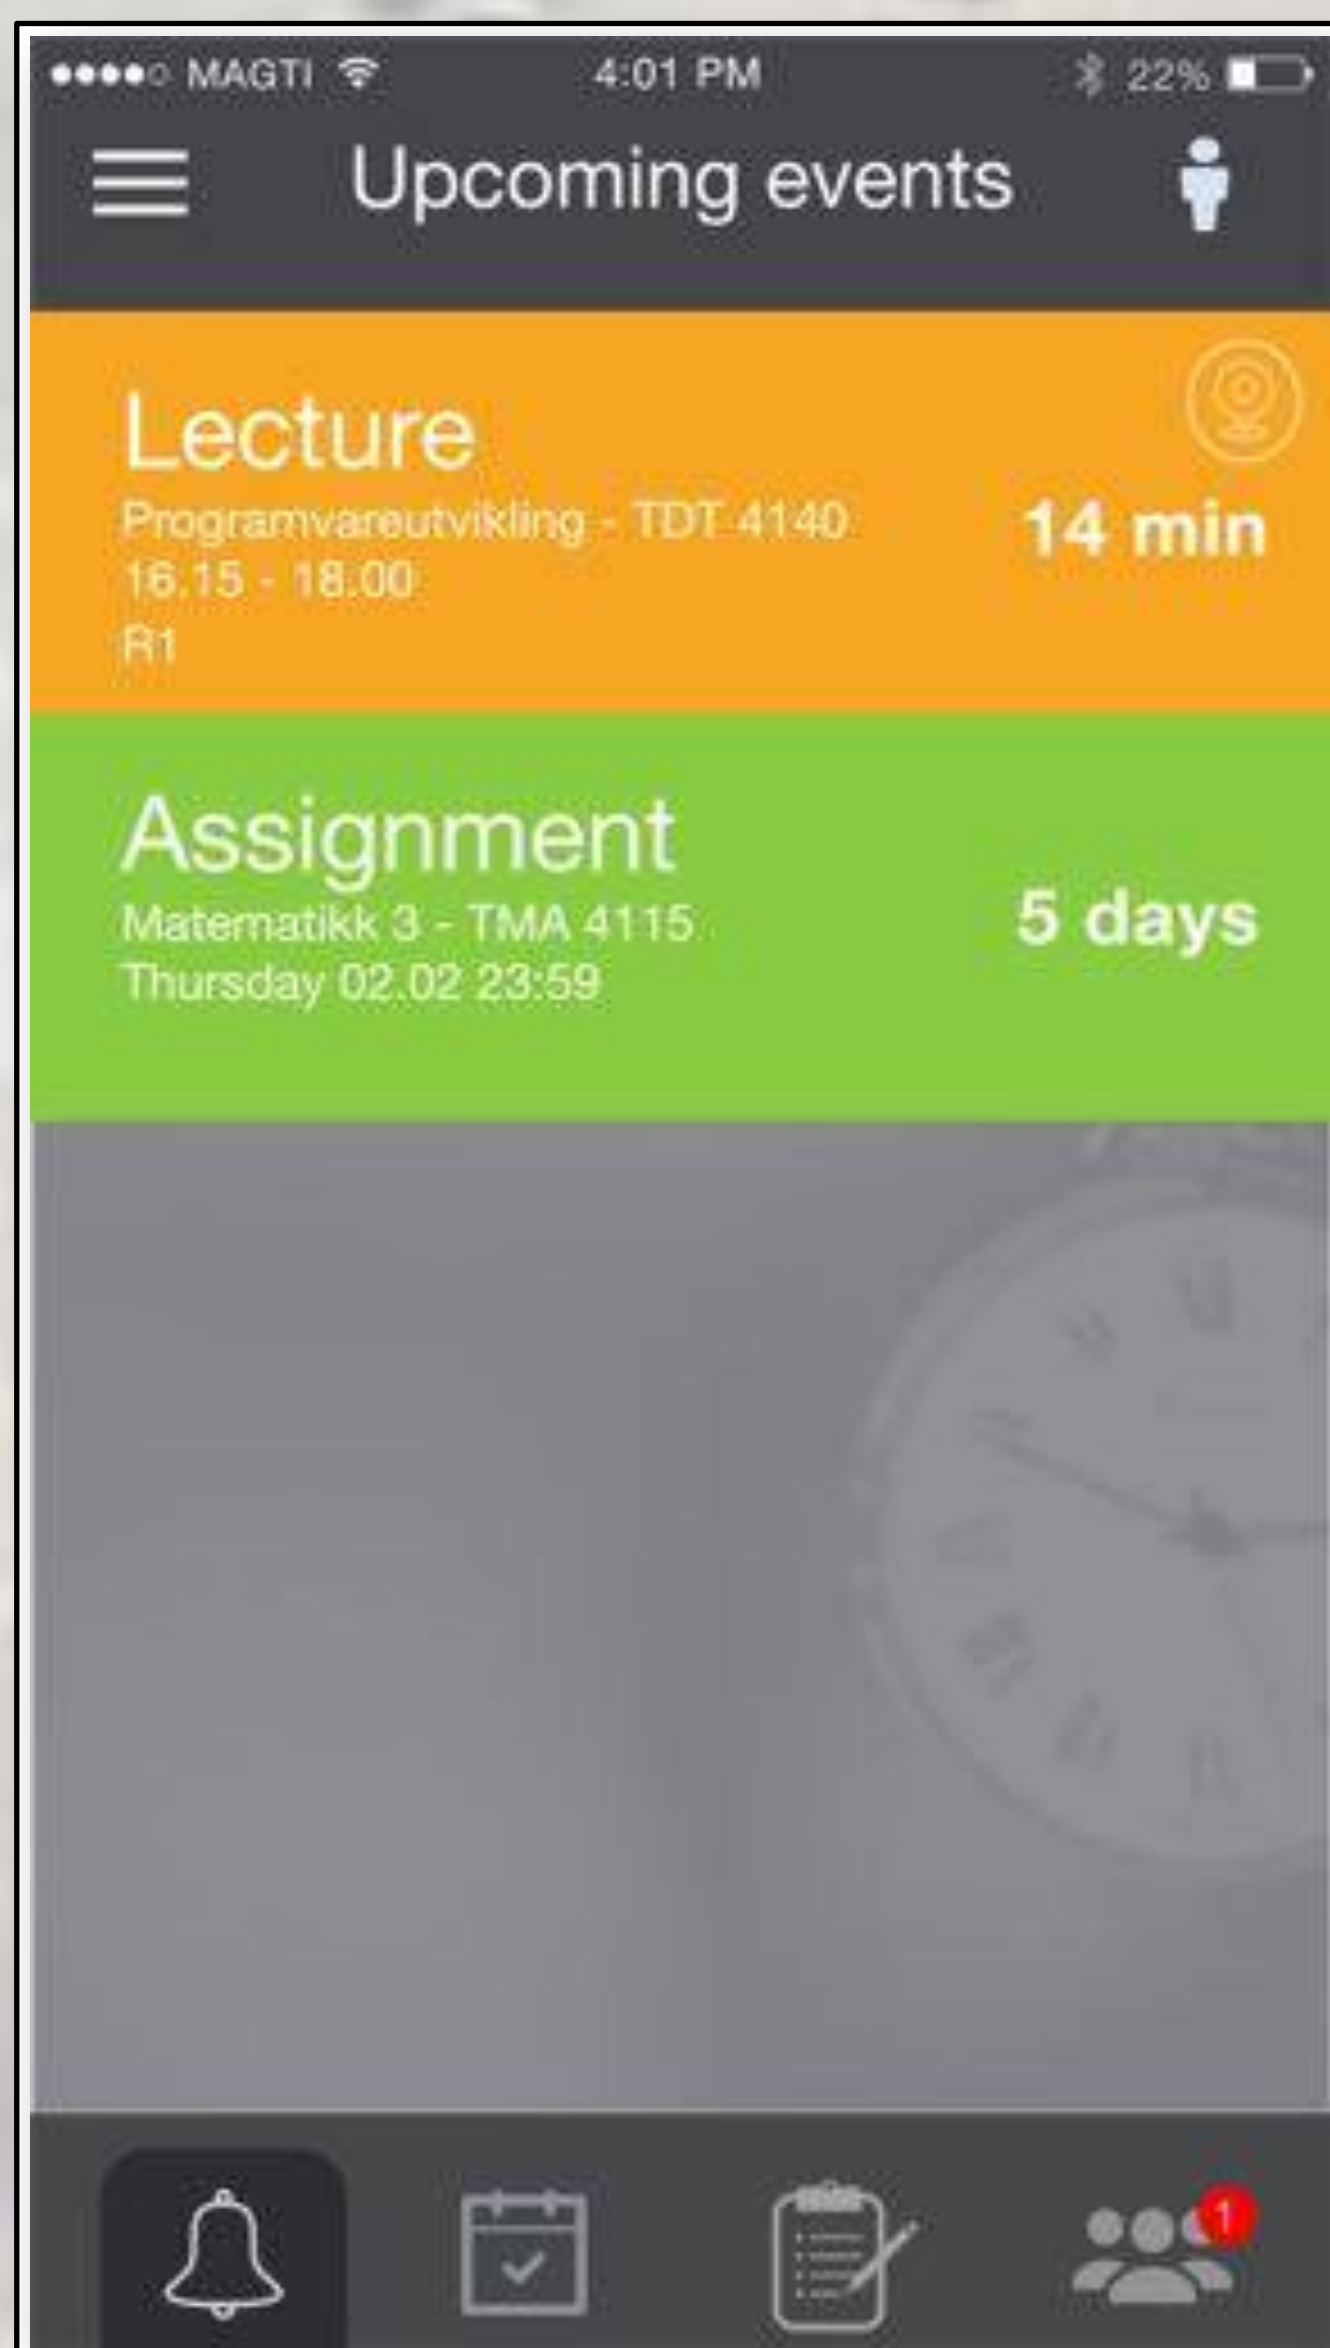 MAGTI
4:01 PM
22%
Upcoming events
Lecture
Programvareutvikling - TDT 4140
14 min
16.15 - 18.00
R1
Assignment
Matematikk 3 - TMA 4115
5 days
Thursday 02.02 23:59
1